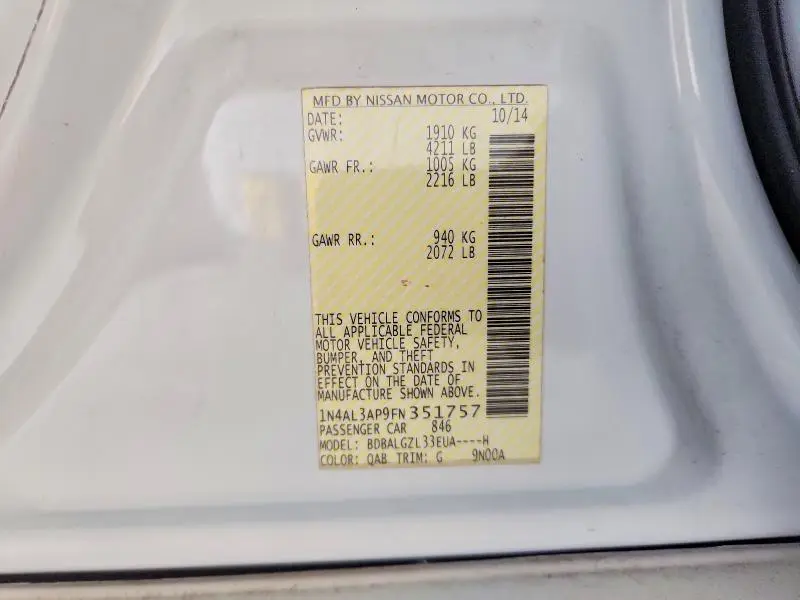 MFD BY NISSAN MOTOR CO., LTD.
DATE: 10/14
GVWR: 1910 KG
4211 LB
GAWR FR.: 1005 KG
2216 LB
GAWR RR.: 940 KG
2072 LB
THIS VEHICLE CONFORMS TO
ALL APPLICABLE FEDERAL
MOTOR VEHICLE SAFETY,
BUMPER, AND THEFT
PREVENTION STANDARDS IN
EFFECT ON THE DATE OF
MANUFACTURE SHOWN ABOVE.
1N4AL3AP9FN351757
PASSENGER CAR 846
MODEL: BDBALGZL33EUA----H
COLOR: QAB TRIM: G 9N00A